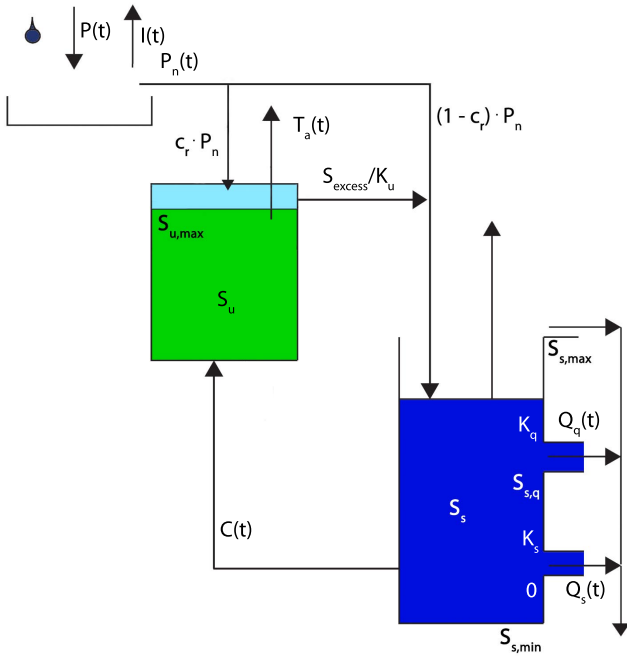 P(t)
I(t)
Pn(t)
cr · Pn
Ta(t)
(1 - cr) · Pn
Sexcess/Ku
Su,max
Su
Ss,max
Kq
Qq(t)
Ss,q
Ss
C(t)
Ks
0
Qs(t)
Ss,min